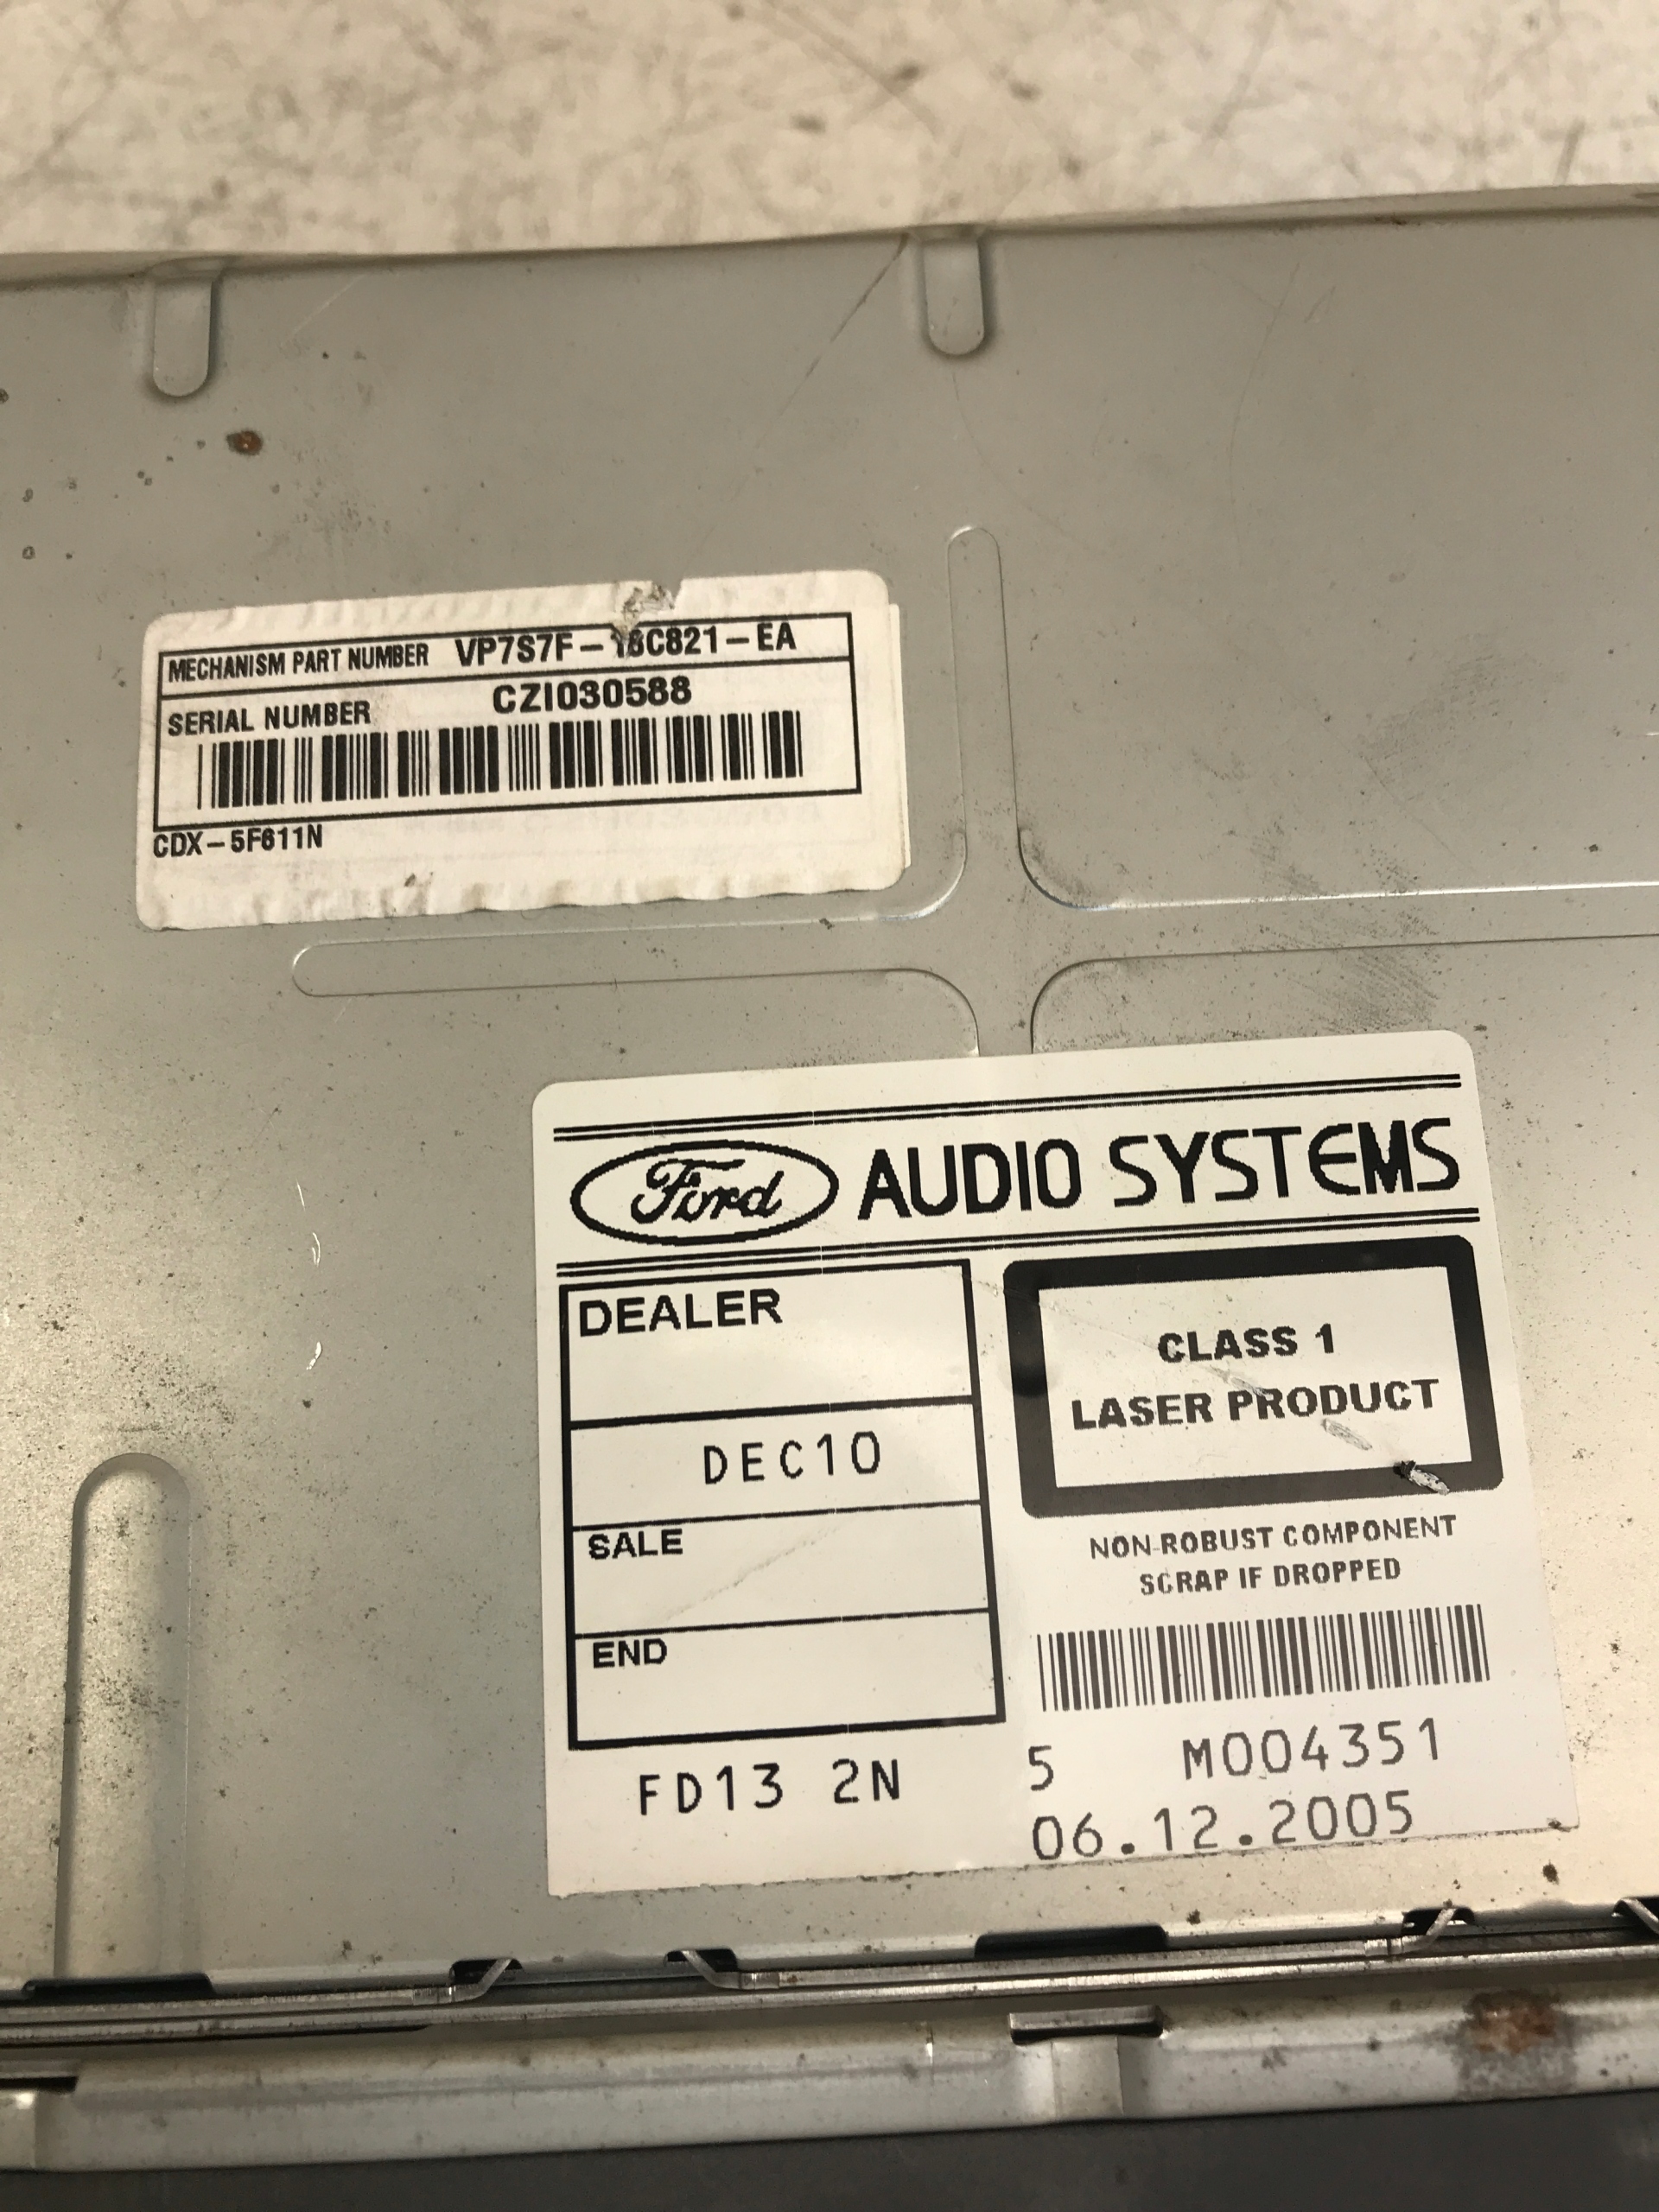 MECHANISM PART NUMBER VP7S7F-18C821-EA
SERIAL NUMBER CZI030588
CDX-5F611N
Ford AUDIO SYSTEMS
DEALER
DEC10
SALE
END
FD13 2N
CLASS 1
LASER PRODUCT
NON-ROBUST COMPONENT
SCRAP IF DROPPED
5 M004351
06.12.2005